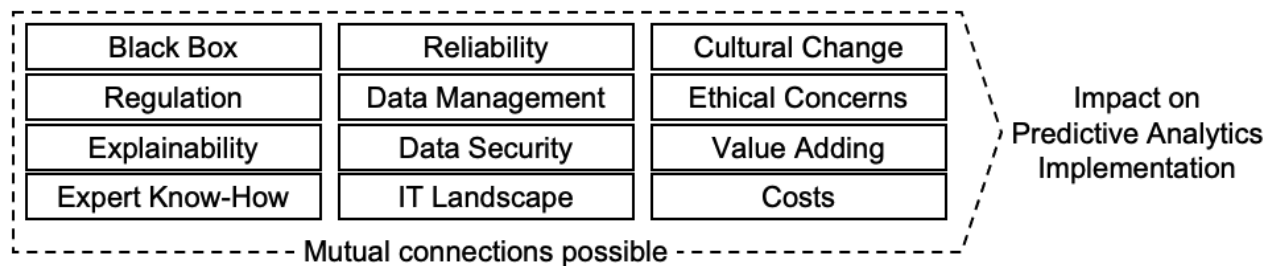 Black Box
Regulation
Explainability
Expert Know-How
Reliability
Data Management
Data Security
IT Landscape
Cultural Change
Ethical Concerns
Value Adding
Costs
Mutual connections possible
Impact on
Predictive Analytics
Implementation